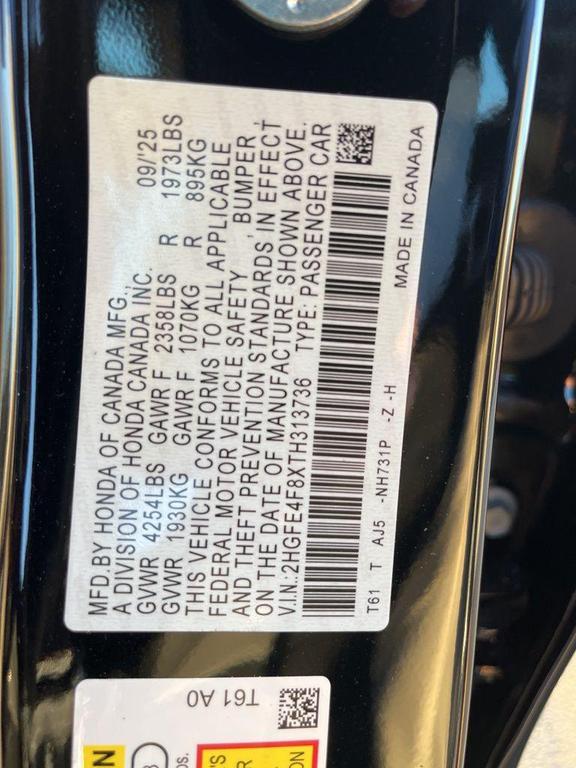 MFD.BY HONDA OF CANADA MFG.,
A DIVISION OF HONDA CANADA INC. 09/'25
GVWR 4254LBS GAWR F 2358LBS R 1973LBS
GVWR 1930KG GAWR F 1070KG R 895KG
THIS VEHICLE CONFORMS TO ALL APPLICABLE
FEDERAL MOTOR VEHICLE SAFETY , BUMPER ,
AND THEFT PREVENTION STANDARDS IN EFFECT
ON THE DATE OF MANUFACTURE SHOWN ABOVE.
V.I.N.:2HGFE4F8XTH313736 TYPE: PASSENGER CAR
T61 T AJ5 -NH731P -Z -H
MADE IN CANADA
T61 A0